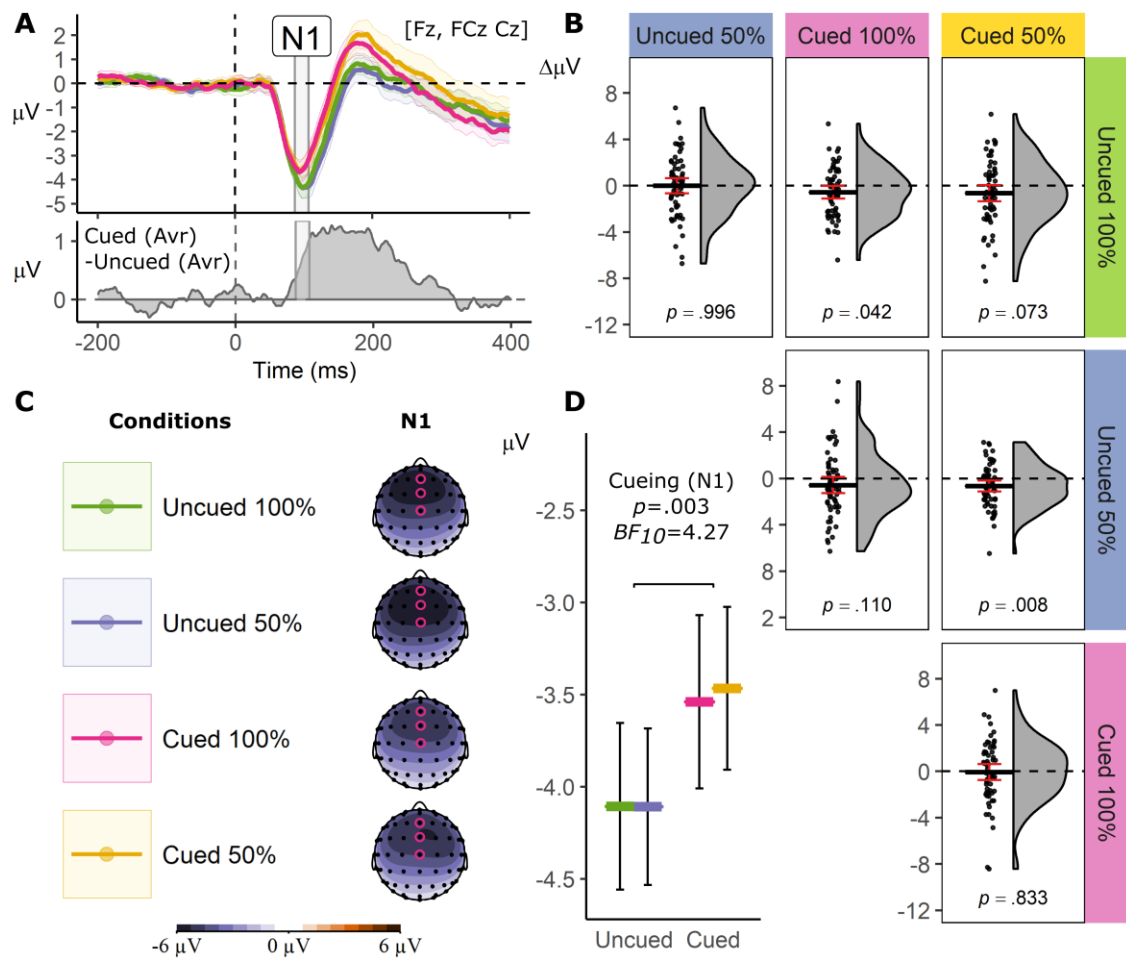 A
N1
[Fz, FCz Cz]
2
1
0
μV
-1
-2
-3
-4
-5
Cued (Avr)
-Uncued (Avr)
1
μV
0
-200
0
200
400
Time (ms)
B
Uncued 50%
Cued 100%
Cued 50%
ΔμV
8
4
0
-4
-8
-12
p = .996
p = .042
p = .073
Uncued 100%
8
4
0
4
8
2
p = .110
p = .008
Uncued 50%
8
4
0
-4
-8
-12
p = .833
Cued 100%
C
Conditions
N1
Uncued 100%
Uncued 50%
Cued 100%
Cued 50%
-6 μV
0 μV
6 μV
D
μV
Cueing (N1)
p=.003
BF10=4.27
-2.5
-3.0
-3.5
-4.0
-4.5
Uncued
Cued